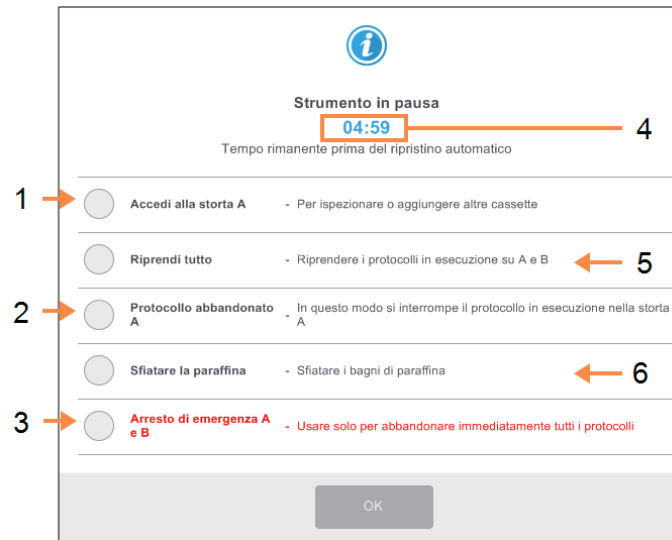 Strumento in pausa
04:59
4
Tempo rimanente prima del ripristino automatico
1
Accedi alla storta A - Per ispezionare o aggiungere altre cassette
Riprendi tutto - Riprendere i protocolli in esecuzione su A e B
5
2
Protocollo abbandonato
A
- In questo modo si interrompe il protocollo in esecuzione nella storta
A
Sfiatare la paraffina - Sfiatare i bagni di paraffina
6
3
Arresto di emergenza A
e B
- Usare solo per abbandonare immediatamente tutti i protocolli
OK